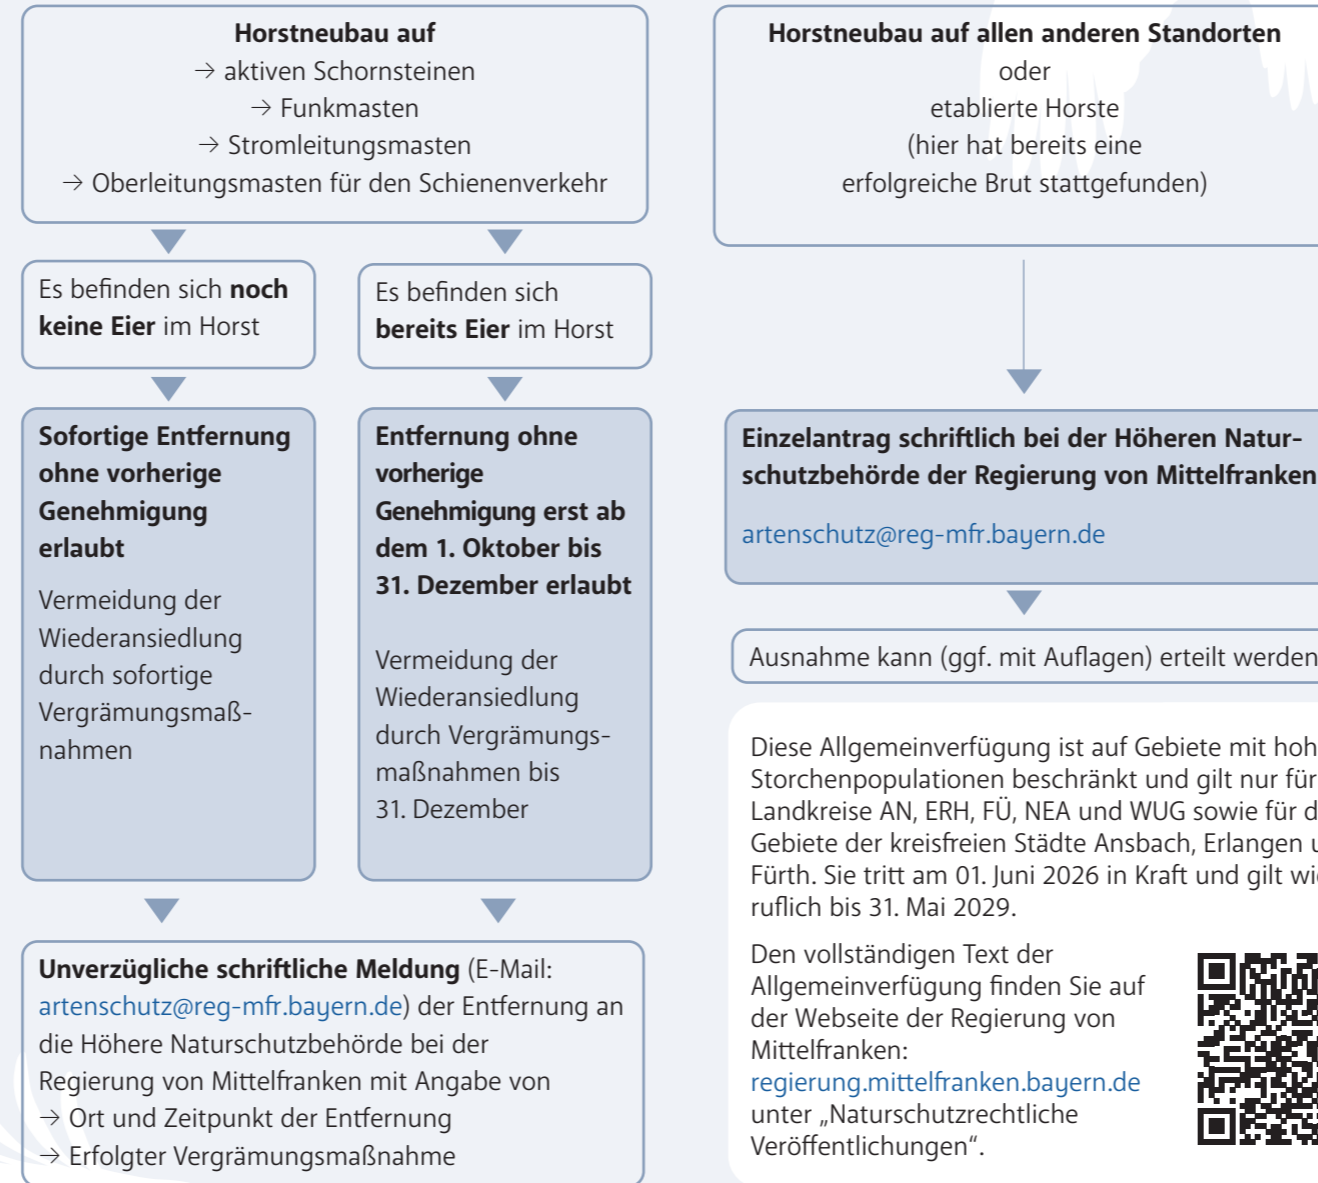 Horstneubau auf
→ aktiven Schornsteinen
→ Funkmasten
→ Stromleitungsmasten
→ Oberleitungsmasten für den Schienenverkehr
Es befinden sich noch
keine Eier im Horst
Sofortige Entfernung
ohne vorherige
Genehmigung
erlaubt
Vermeidung der
Wiederansiedlung
durch sofortige
Vergrämungsmaß-
nahmen
Es befinden sich
bereits Eier im Horst
Entfernung ohne
vorherige
Genehmigung erst ab
dem 1. Oktober bis
31. Dezember erlaubt
Vermeidung der
Wiederansiedlung
durch Vergrämungs-
maßnahmen bis
31. Dezember
Unverzügliche schriftliche Meldung (E-Mail:
artenschutz@reg-mfr.bayern.de) der Entfernung an
die Höhere Naturschutzbehörde bei der
Regierung von Mittelfranken mit Angabe von
→ Ort und Zeitpunkt der Entfernung
→ Erfolgter Vergrämungsmaßnahme
Horstneubau auf allen anderen Standorten
oder
etablierte Horste
(hier hat bereits eine
erfolgreiche Brut stattgefunden)
Einzelantrag schriftlich bei der Höheren Natur-
schutzbehörde der Regierung von Mittelfranken
artenschutz@reg-mfr.bayern.de
Ausnahme kann (ggf. mit Auflagen) erteilt werden
Diese Allgemeinverfügung ist auf Gebiete mit
Storchenpopulationen beschränkt und gilt nur für
Landkreise AN, ERH, FÜ, NEA und WUG sowie für
Gebiete der kreisfreien Städte Ansbach, Erlangen
Fürth. Sie tritt am 01. Juni 2026 in Kraft und gilt
ruflich bis 31. Mai 2029.
Den vollständigen Text der
Allgemeinverfügung finden Sie auf
der Webseite der Regierung von
Mittelfranken:
regierung.mittelfranken.bayern.de
unter „Naturschutzrechtliche
Veröffentlichungen“.